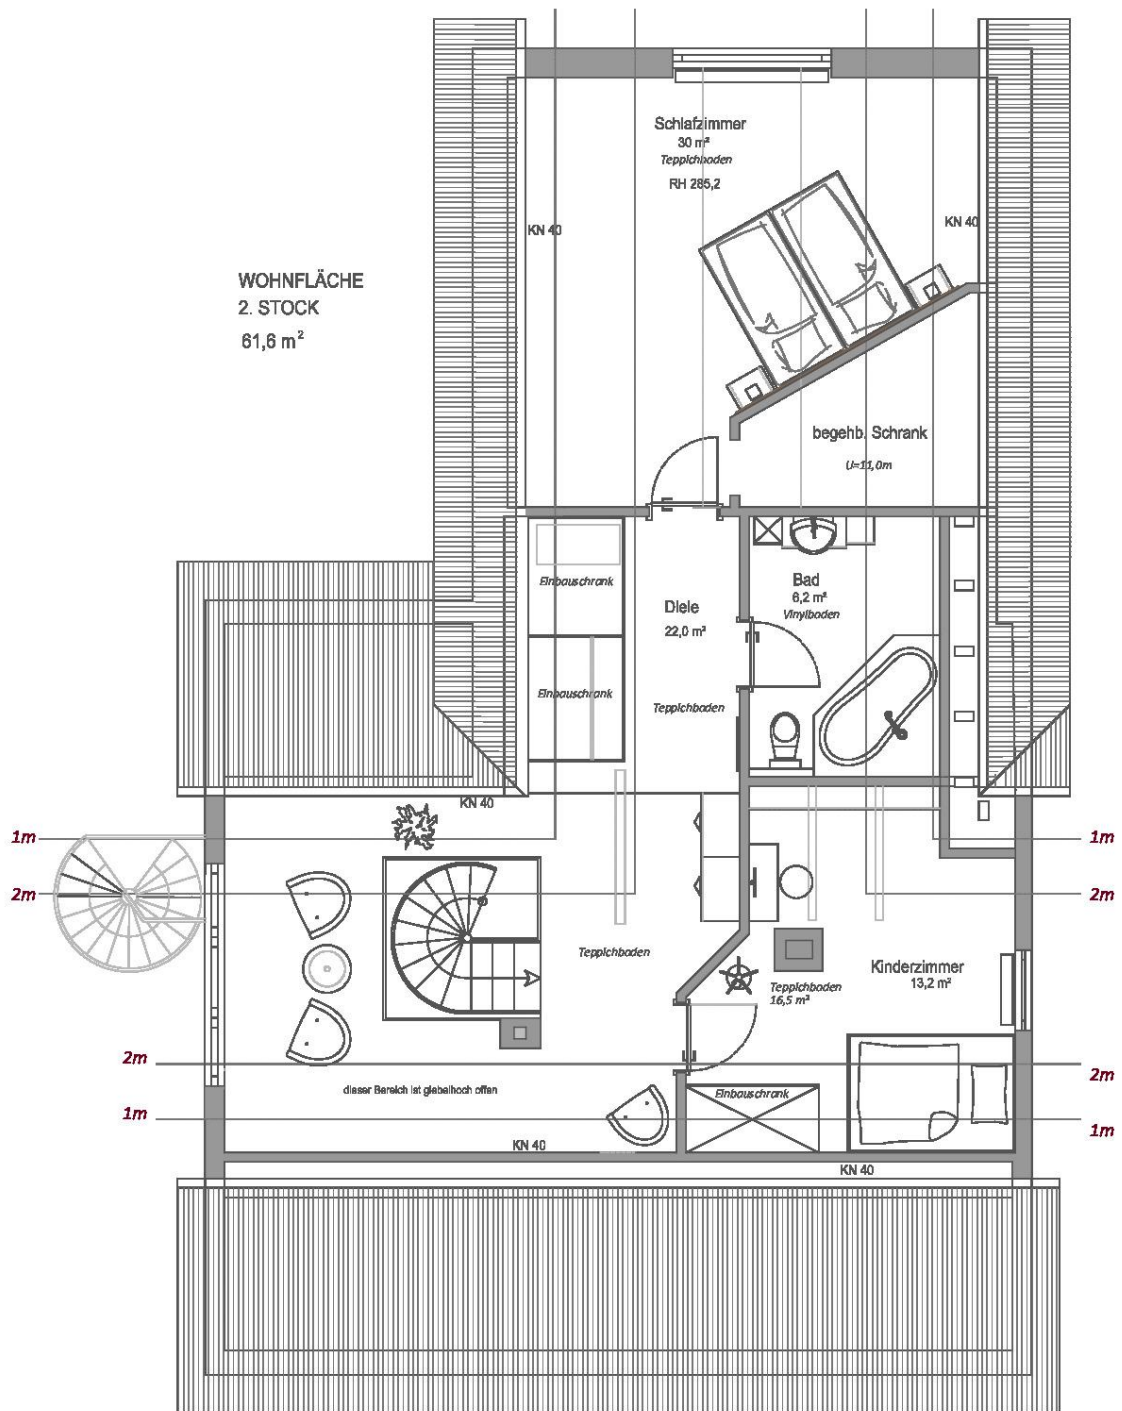 Schlafzimmer
30 m²
Teppichboden
RH 285,2
KN 40
KN 40
WOHNFLÄCHE
2. STOCK
61,6 m²
begehb. Schrank
U=11,0m
Einbauschrank
Diele
22,0 m²
Bad
6,2 m²
Vinylboden
Einbauschrank
Teppichboden
KN 40
1m
1m
2m
2m
Teppichboden
Kinderzimmer
13,2 m²
Teppichboden
16,5 m²
2m
2m
dieser Bereich ist giebelhoch offen
Einbauschrank
1m
1m
KN 40
KN 40